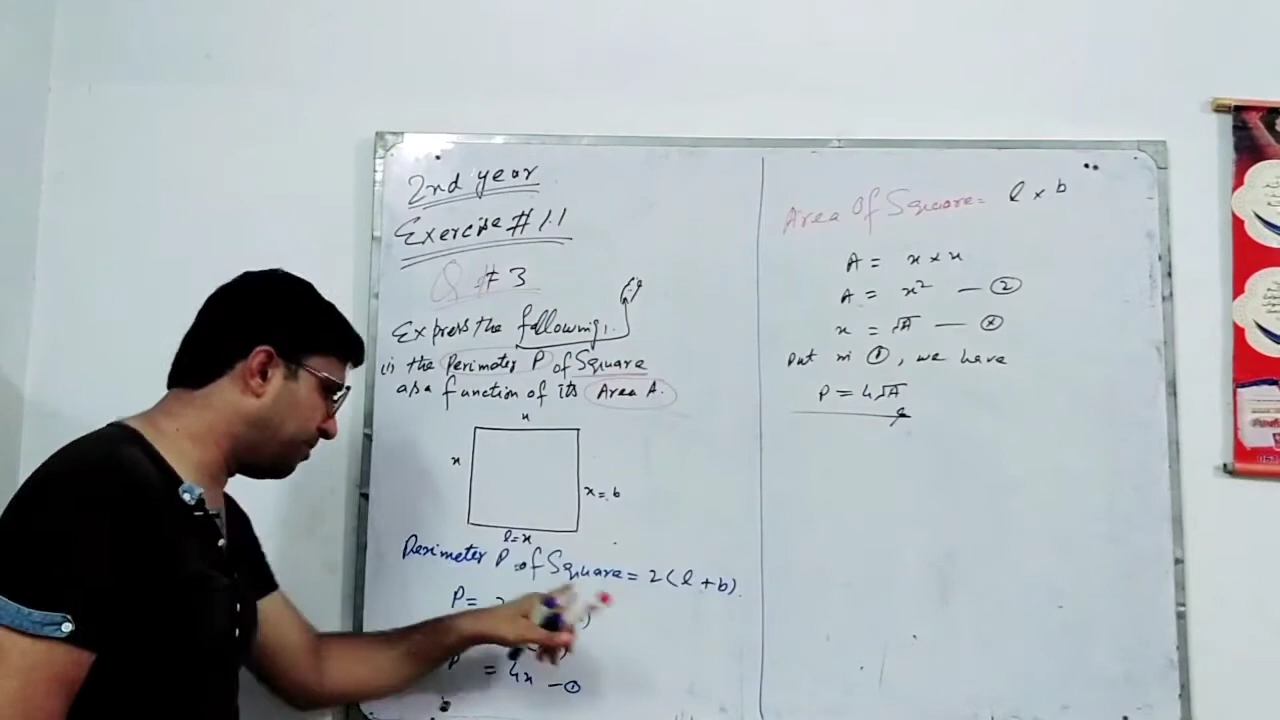 2nd year
Exercise # 1.1
Q # 3
Express the following.
(i) the Perimeter P of Square
as a function of its Area A.
x
x
x = b
l = x
Perimeter P of Square = 2(l + b).
P =
P
= 4x — ①
Area Of Square = l × b
A = x × x
A = x² — ②
x = √A — ⊗
Put in ①, we have
P = 4√A